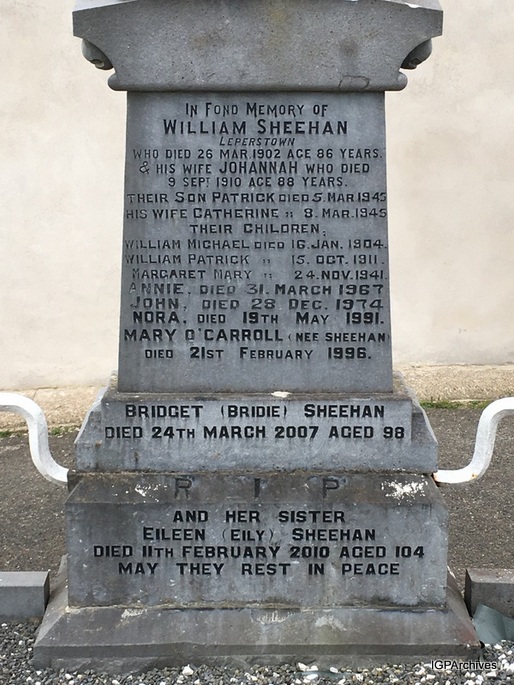 IN FOND MEMORY OF
WILLIAM SHEEHAN
LEPERSTOWN
WHO DIED 26 MAR. 1902 AGE 86 YEARS.
& HIS WIFE JOHANNAH WHO DIED
9 SEPT 1910 AGE 88 YEARS.
THEIR SON PATRICK DIED 5. MAR 1945
HIS WIFE CATHERINE " 8. MAR. 1945
THEIR CHILDREN;
WILLIAM MICHAEL DIED 16. JAN. 1904.
WILLIAM PATRICK " 15. OCT. 1911.
MARGARET MARY " 24. NOV. 1941.
ANNIE, DIED 31. MARCH 1967
JOHN, DIED 28 DEC. 1974
NORA, DIED 19TH MAY 1991.
MARY O'CARROLL (NEE SHEEHAN)
DIED 21ST FEBRUARY 1996.
BRIDGET (BRIDIE) SHEEHAN
DIED 24TH MARCH 2007 AGED 98
R I P
AND HER SISTER
EILEEN (EILY) SHEEHAN
DIED 11TH FEBRUARY 2010 AGED 104
MAY THEY REST IN PEACE
IGPArchives